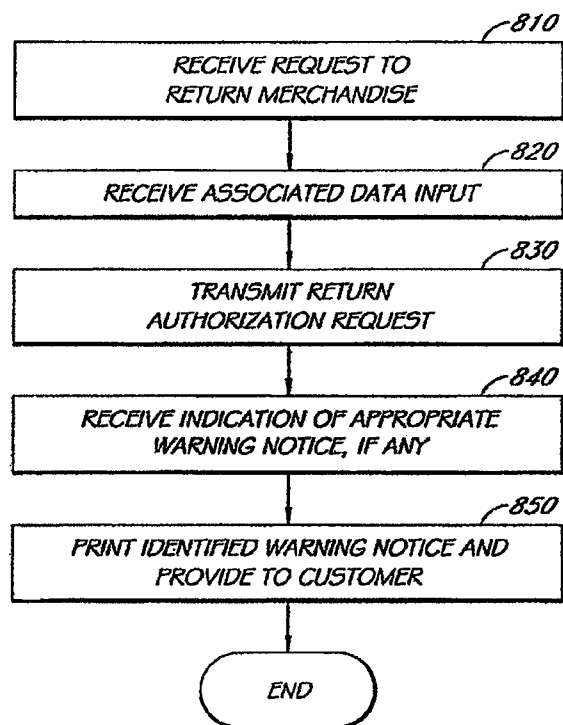 810
RECEIVE REQUEST TO
RETURN MERCHANDISE
820
RECEIVE ASSOCIATED DATA INPUT
830
TRANSMIT RETURN
AUTHORIZATION REQUEST
840
RECEIVE INDICATION OF APPROPRIATE
WARNING NOTICE, IF ANY
850
PRINT IDENTIFIED WARNING NOTICE AND
PROVIDE TO CUSTOMER
END